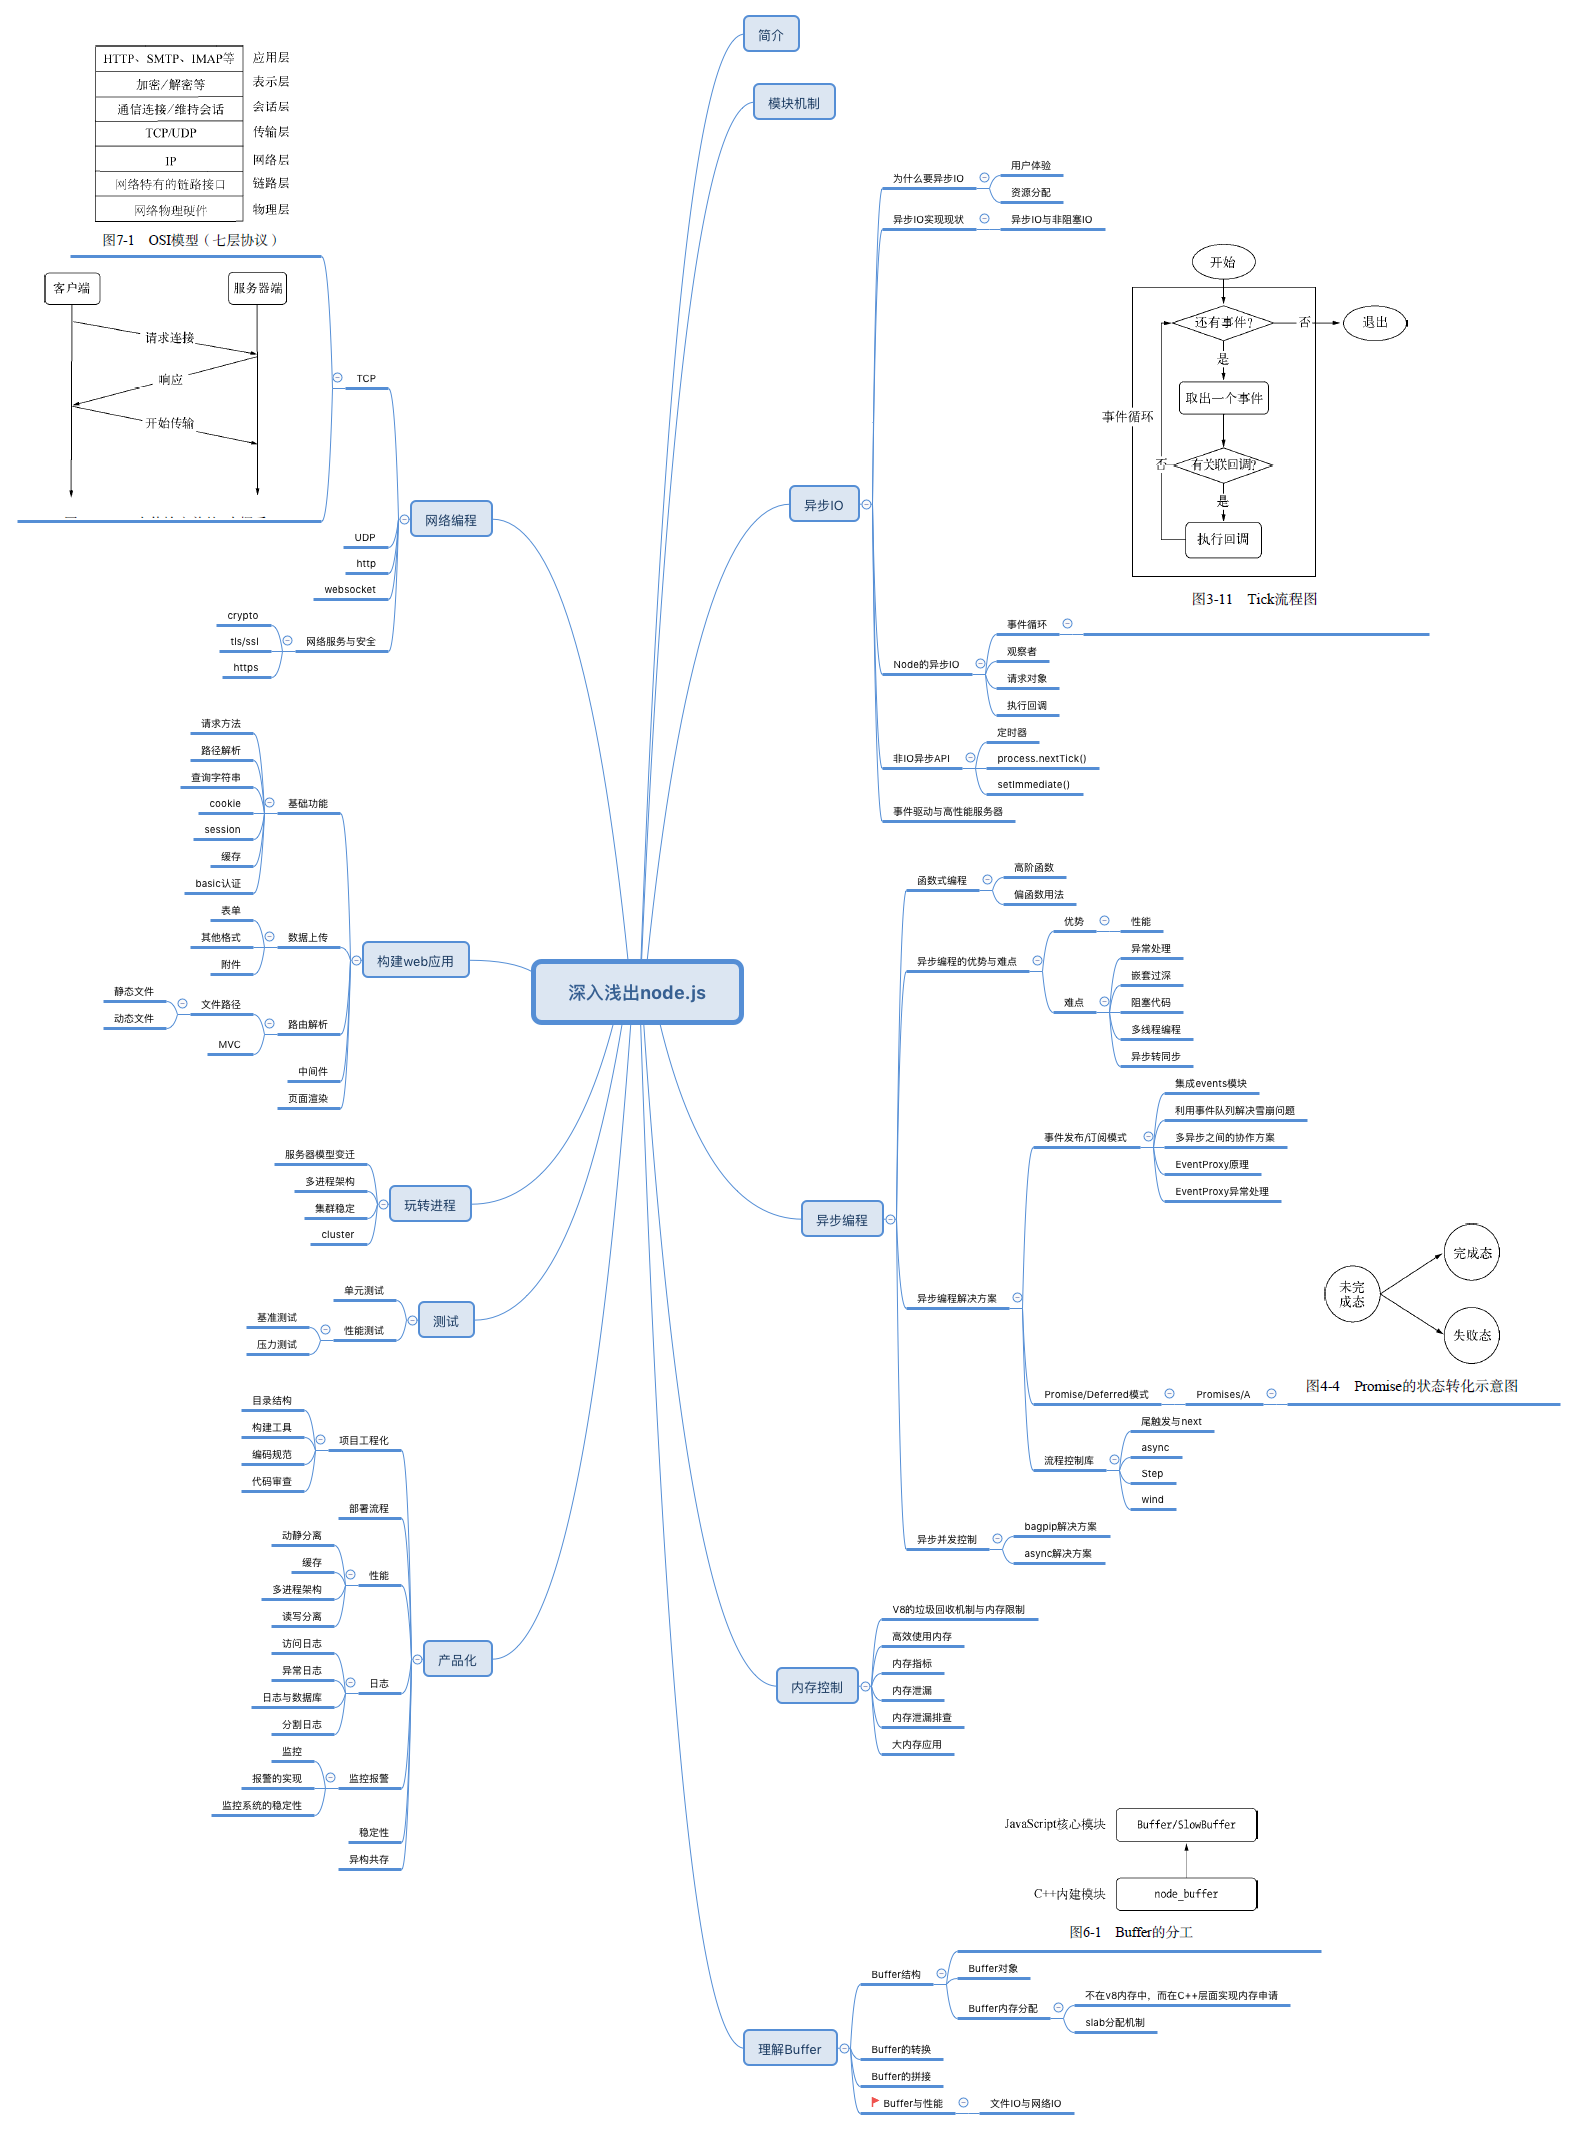 深入浅出node.js
简介
模块机制
异步IO
为什么要异步IO
用户体验
资源分配
异步IO实现现状
异步IO与非阻塞IO
Node的异步IO
事件循环
开始
还有事件?
否
退出
是
取出一个事件
事件循环
有关联回调?
否
是
执行回调
图3-11 Tick流程图
观察者
请求对象
执行回调
非IO异步API
定时器
process.nextTick()
setImmediate()
事件驱动与高性能服务器
异步编程
函数式编程
高阶函数
偏函数用法
异步编程的优势与难点
优势
性能
难点
异常处理
嵌套过深
阻塞代码
多线程编程
异步转同步
异步编程解决方案
事件发布/订阅模式
集成events模块
利用事件队列解决雪崩问题
多异步之间的协作方案
EventProxy原理
EventProxy异常处理
Promise/Deferred模式
Promises/A
未完
成态
完成态
失败态
图4-4 Promise的状态转化示意图
流程控制库
尾触发与next
async
Step
wind
异步并发控制
bagpip解决方案
async解决方案
内存控制
V8的垃圾回收机制与内存限制
高效使用内存
内存指标
内存泄漏
内存泄漏排查
大内存应用
理解Buffer
Buffer结构
JavaScript核心模块
Buffer/SlowBuffer
C++内建模块
node_buffer
图6-1 Buffer的分工
Buffer对象
Buffer内存分配
不在v8内存中，而在C++层面实现内存申请
slab分配机制
Buffer的转换
Buffer的拼接
Buffer与性能
文件IO与网络IO
网络编程
TCP
HTTP、SMTP、IMAP等 应用层
加密/解密等 表示层
通信连接/维持会话 会话层
TCP/UDP 传输层
IP 网络层
网络特有的链路接口 链路层
网络物理硬件 物理层
图7-1 OSI模型（七层协议）
客户端
服务器端
请求连接
响应
开始传输
UDP
http
websocket
网络服务与安全
crypto
tls/ssl
https
构建web应用
基础功能
请求方法
路径解析
查询字符串
cookie
session
缓存
basic认证
数据上传
表单
其他格式
附件
路由解析
文件路径
静态文件
动态文件
MVC
中间件
页面渲染
玩转进程
服务器模型变迁
多进程架构
集群稳定
cluster
测试
单元测试
性能测试
基准测试
压力测试
产品化
项目工程化
目录结构
构建工具
编码规范
代码审查
部署流程
性能
动静分离
缓存
多进程架构
读写分离
日志
访问日志
异常日志
日志与数据库
分割日志
监控报警
监控
报警的实现
监控系统的稳定性
稳定性
异构共存